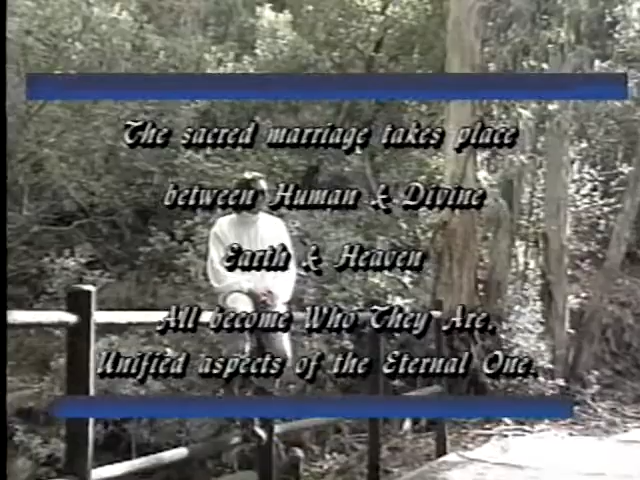 The sacred marriage takes place
between Human & Divine
Earth & Heaven
All become Who They Are,
Unified aspects of the Eternal One.